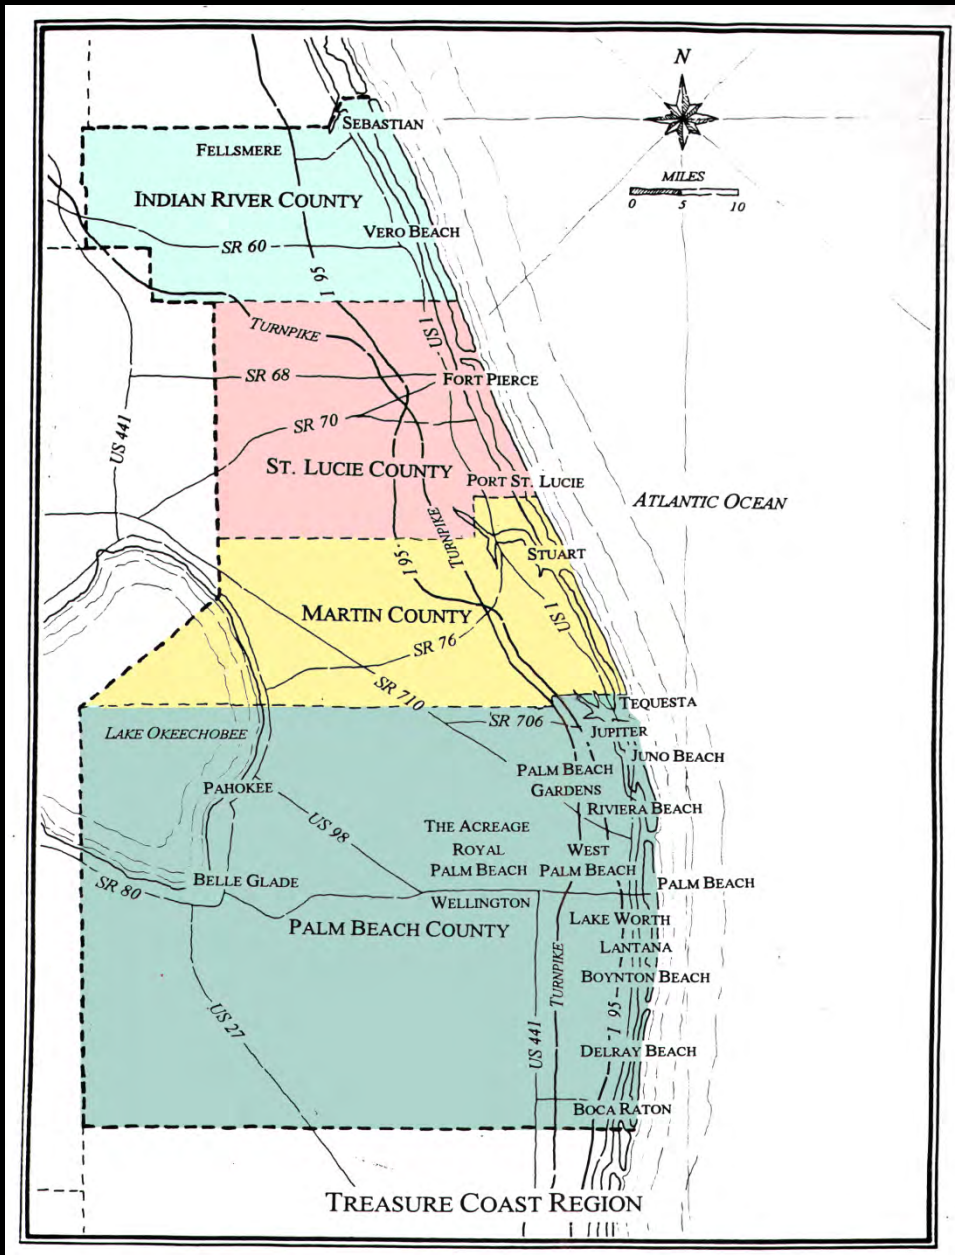 N
SEBASTIAN
FELLSMERE
MILES
0 5 10
INDIAN RIVER COUNTY
VERO BEACH
SR 60
I 95
TURNPIKE
US 1
SR 68
FORT PIERCE
SR 70
US 441
ST. LUCIE COUNTY
PORT ST. LUCIE
ATLANTIC OCEAN
TURNPIKE
I 95
STUART
MARTIN COUNTY
US 1
SR 76
SR 710
TEQUESTA
SR 706
JUPITER
LAKE OKEECHOBEE
JUNO BEACH
PALM BEACH
GARDENS
PAHOKEE
RIVIERA BEACH
US 98
THE ACREAGE
ROYAL
PALM BEACH
WEST
PALM BEACH
BELLE GLADE
PALM BEACH
SR 80
WELLINGTON
LAKE WORTH
PALM BEACH COUNTY
LANTANA
TURNPIKE
BOYNTON BEACH
US 27
I 95
US 441
DELRAY BEACH
BOCA RATON
TREASURE COAST REGION